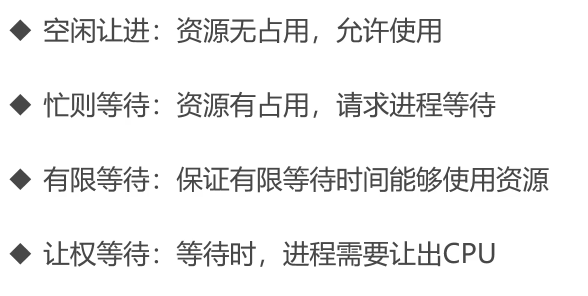 ◆ 空闲让进：资源无占用，允许使用
◆ 忙则等待：资源有占用，请求进程等待
◆ 有限等待：保证有限等待时间能够使用资源
◆ 让权等待：等待时，进程需要让出CPU